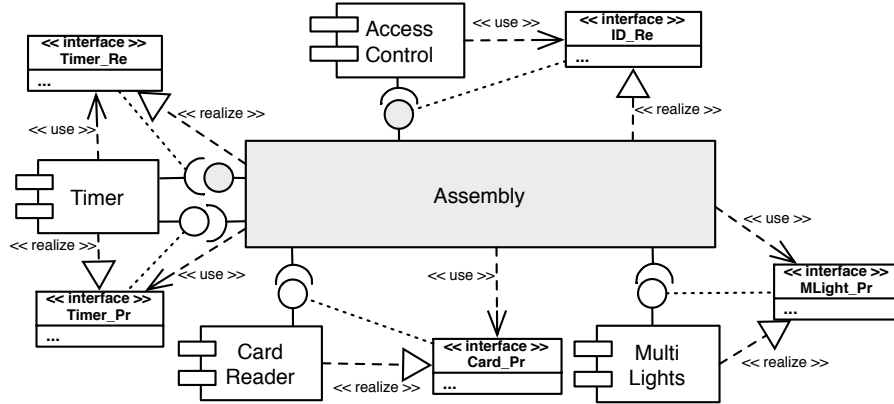 Access
Control
<< use >>
<< interface >>
ID_Re
...
<< interface >>
Timer_Re
...
<< realize >>
<< realize >>
<< use >>
Timer
Assembly
<< realize >>
<< use >>
<< use >>
<< use >>
<< interface >>
Timer_Pr
...
<< interface >>
MLight_Pr
...
Card
Reader
<< realize >>
<< interface >>
Card_Pr
...
Multi
Lights
<< realize >>